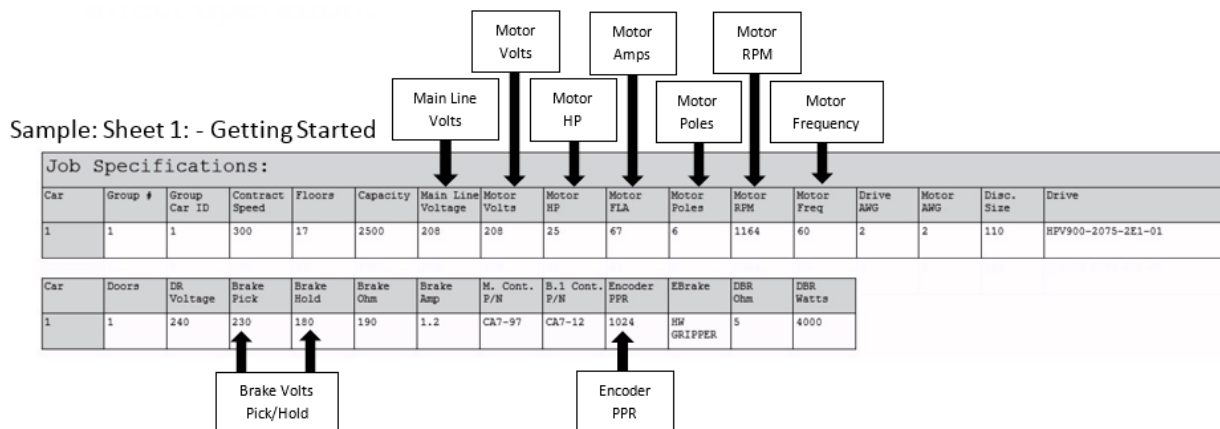 Motor
Volts
Motor
Amps
Motor
RPM
Main Line
Volts
Motor
HP
Motor
Poles
Motor
Frequency
Sample: Sheet 1: - Getting Started
Job Specifications:
Car Group # Group Car ID Contract Speed Floors Capacity Main Line Voltage Motor Volts Motor HP Motor FLA Motor Poles Motor RPM Motor Freq Drive AWG Motor AWG Disc. Size Drive
1 1 1 300 17 2500 208 208 25 67 6 1164 60 2 2 110 HPV900-2075-2E1-01
Car Doors DR Voltage Brake Pick Brake Hold Brake Ohm Brake Amp M. Cont. P/N B.1 Cont. P/N Encoder PPR EBrake DBR Ohm DBR Watts
1 1 240 230 180 190 1.2 CA7-97 CA7-12 1024 HW GRIPPER 5 4000
Brake Volts
Pick/Hold
Encoder
PPR